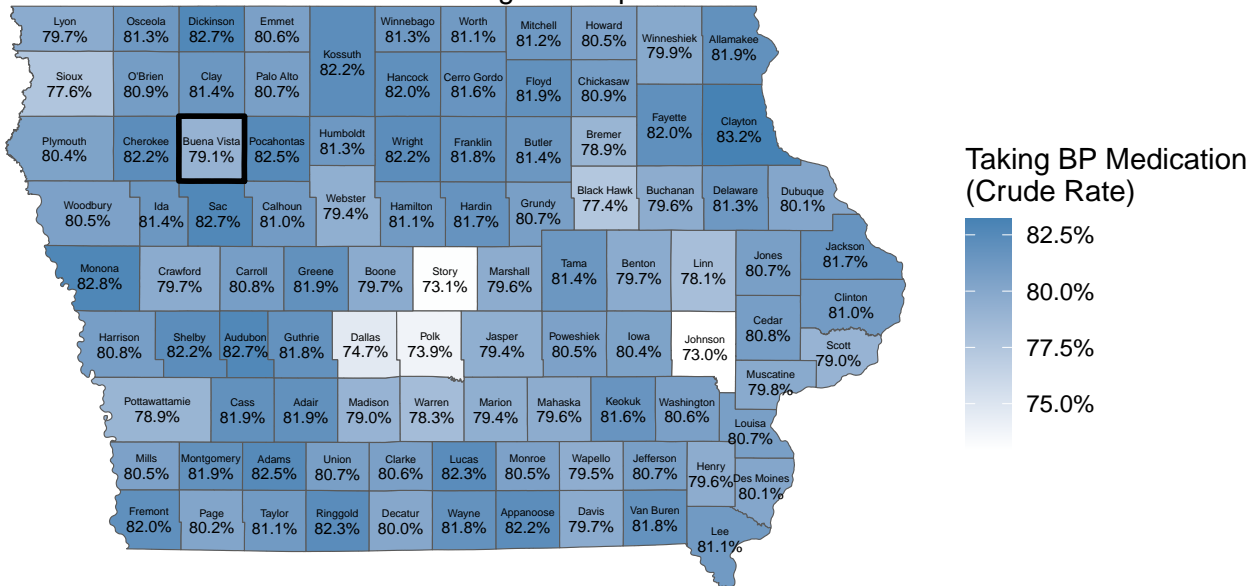 Lyon
79.7%
Osceola
81.3%
Dickinson
82.7%
Emmet
80.6%
Kossuth
82.2%
Winnebago
81.3%
Worth
81.1%
Mitchell
81.2%
Howard
80.5%
Winneshiek
79.9%
Allamakee
81.9%
Sioux
77.6%
O'Brien
80.9%
Clay
81.4%
Palo Alto
80.7%
Hancock
82.0%
Cerro Gordo
81.6%
Floyd
81.9%
Chickasaw
80.9%
Fayette
82.0%
Clayton
83.2%
Plymouth
80.4%
Cherokee
82.2%
Buena Vista
79.1%
Pocahontas
82.5%
Humboldt
81.3%
Wright
82.2%
Franklin
81.8%
Butler
81.4%
Bremer
78.9%
Woodbury
80.5%
Ida
81.4%
Sac
82.7%
Calhoun
81.0%
Webster
79.4%
Hamilton
81.1%
Hardin
81.7%
Grundy
80.7%
Black Hawk
77.4%
Buchanan
79.6%
Delaware
81.3%
Dubuque
80.1%
Monona
82.8%
Crawford
79.7%
Carroll
80.8%
Greene
81.9%
Boone
79.7%
Story
73.1%
Marshall
79.6%
Tama
81.4%
Benton
79.7%
Linn
78.1%
Jones
80.7%
Jackson
81.7%
Clinton
81.0%
Harrison
80.8%
Shelby
82.2%
Audubon
82.7%
Guthrie
81.8%
Dallas
74.7%
Polk
73.9%
Jasper
79.4%
Poweshiek
80.5%
Iowa
80.4%
Johnson
73.0%
Cedar
80.8%
Scott
79.0%
Muscatine
79.8%
Pottawattamie
78.9%
Cass
81.9%
Adair
81.9%
Madison
79.0%
Warren
78.3%
Marion
79.4%
Mahaska
79.6%
Keokuk
81.6%
Washington
80.6%
Louisa
80.7%
Mills
80.5%
Montgomery
81.9%
Adams
82.5%
Union
80.7%
Clarke
80.6%
Lucas
82.3%
Monroe
80.5%
Wapello
79.5%
Jefferson
80.7%
Henry
79.6%
Des Moines
80.1%
Fremont
82.0%
Page
80.2%
Taylor
81.1%
Ringgold
82.3%
Decatur
80.0%
Wayne
81.8%
Appanoose
82.2%
Davis
79.7%
Van Buren
81.8%
Lee
81.1%
Taking BP Medication
(Crude Rate)
82.5%
80.0%
77.5%
75.0%